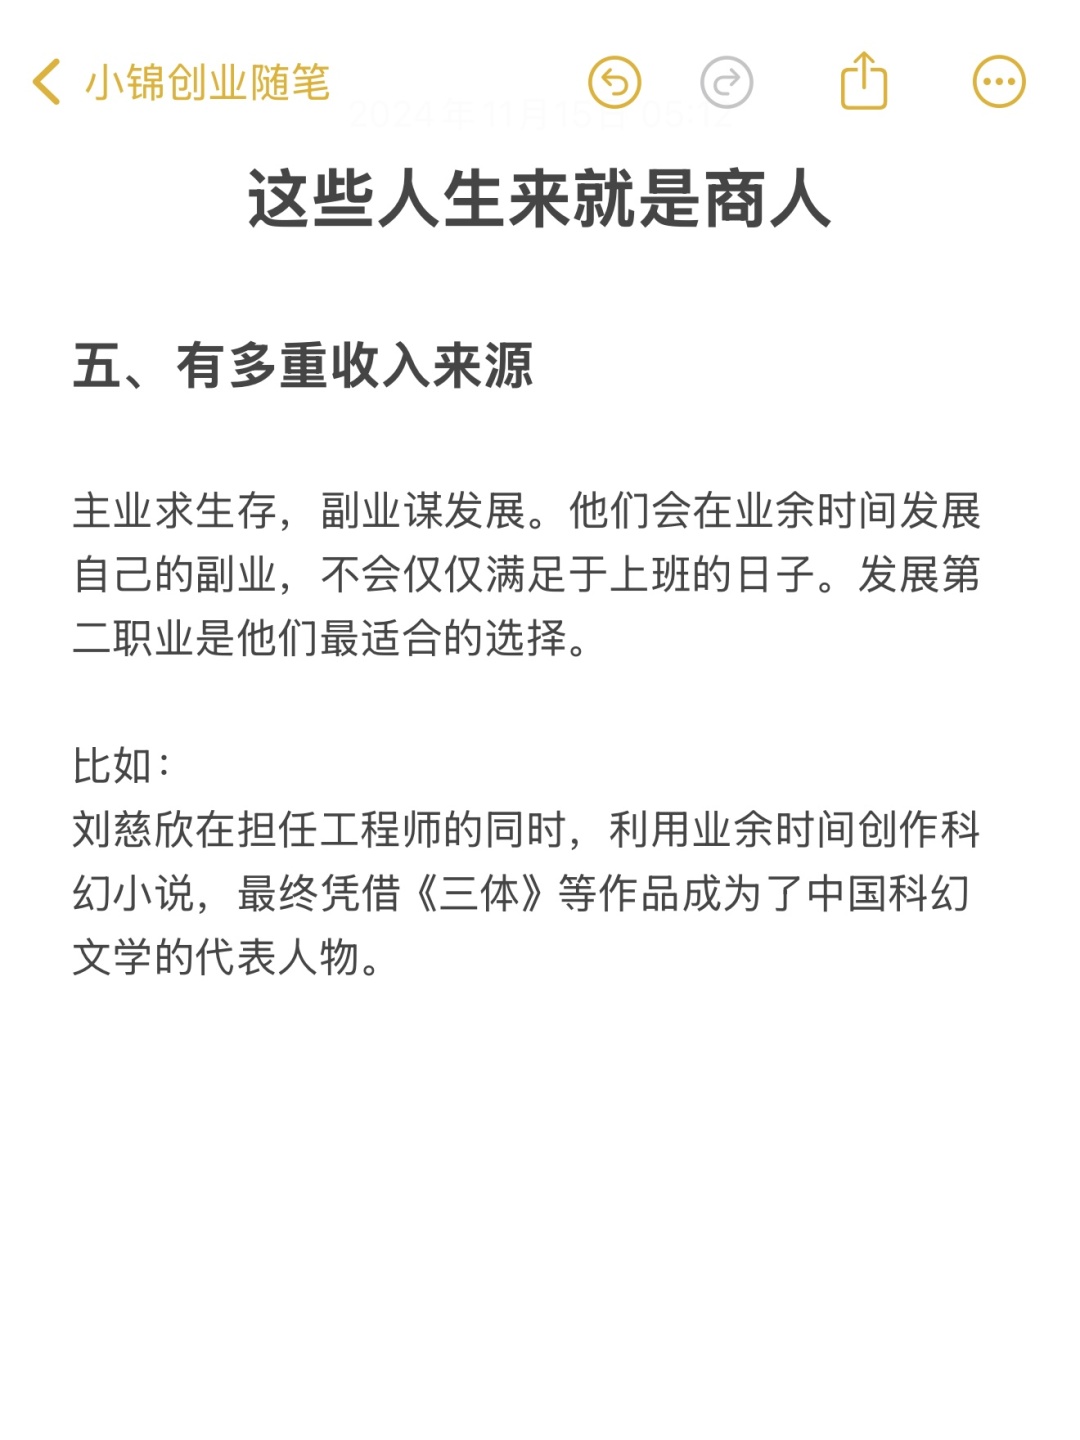 小锦创业随笔
2024年11月15日 05:12
这些人生来就是商人
五、有多重收入来源
主业求生存，副业谋发展。他们会在业余时间发展
自己的副业，不会仅仅满足于上班的日子。发展第
二职业是他们最适合的选择。
比如：
刘慈欣在担任工程师的同时，利用业余时间创作科
幻小说，最终凭借《三体》等作品成为了中国科幻
文学的代表人物。